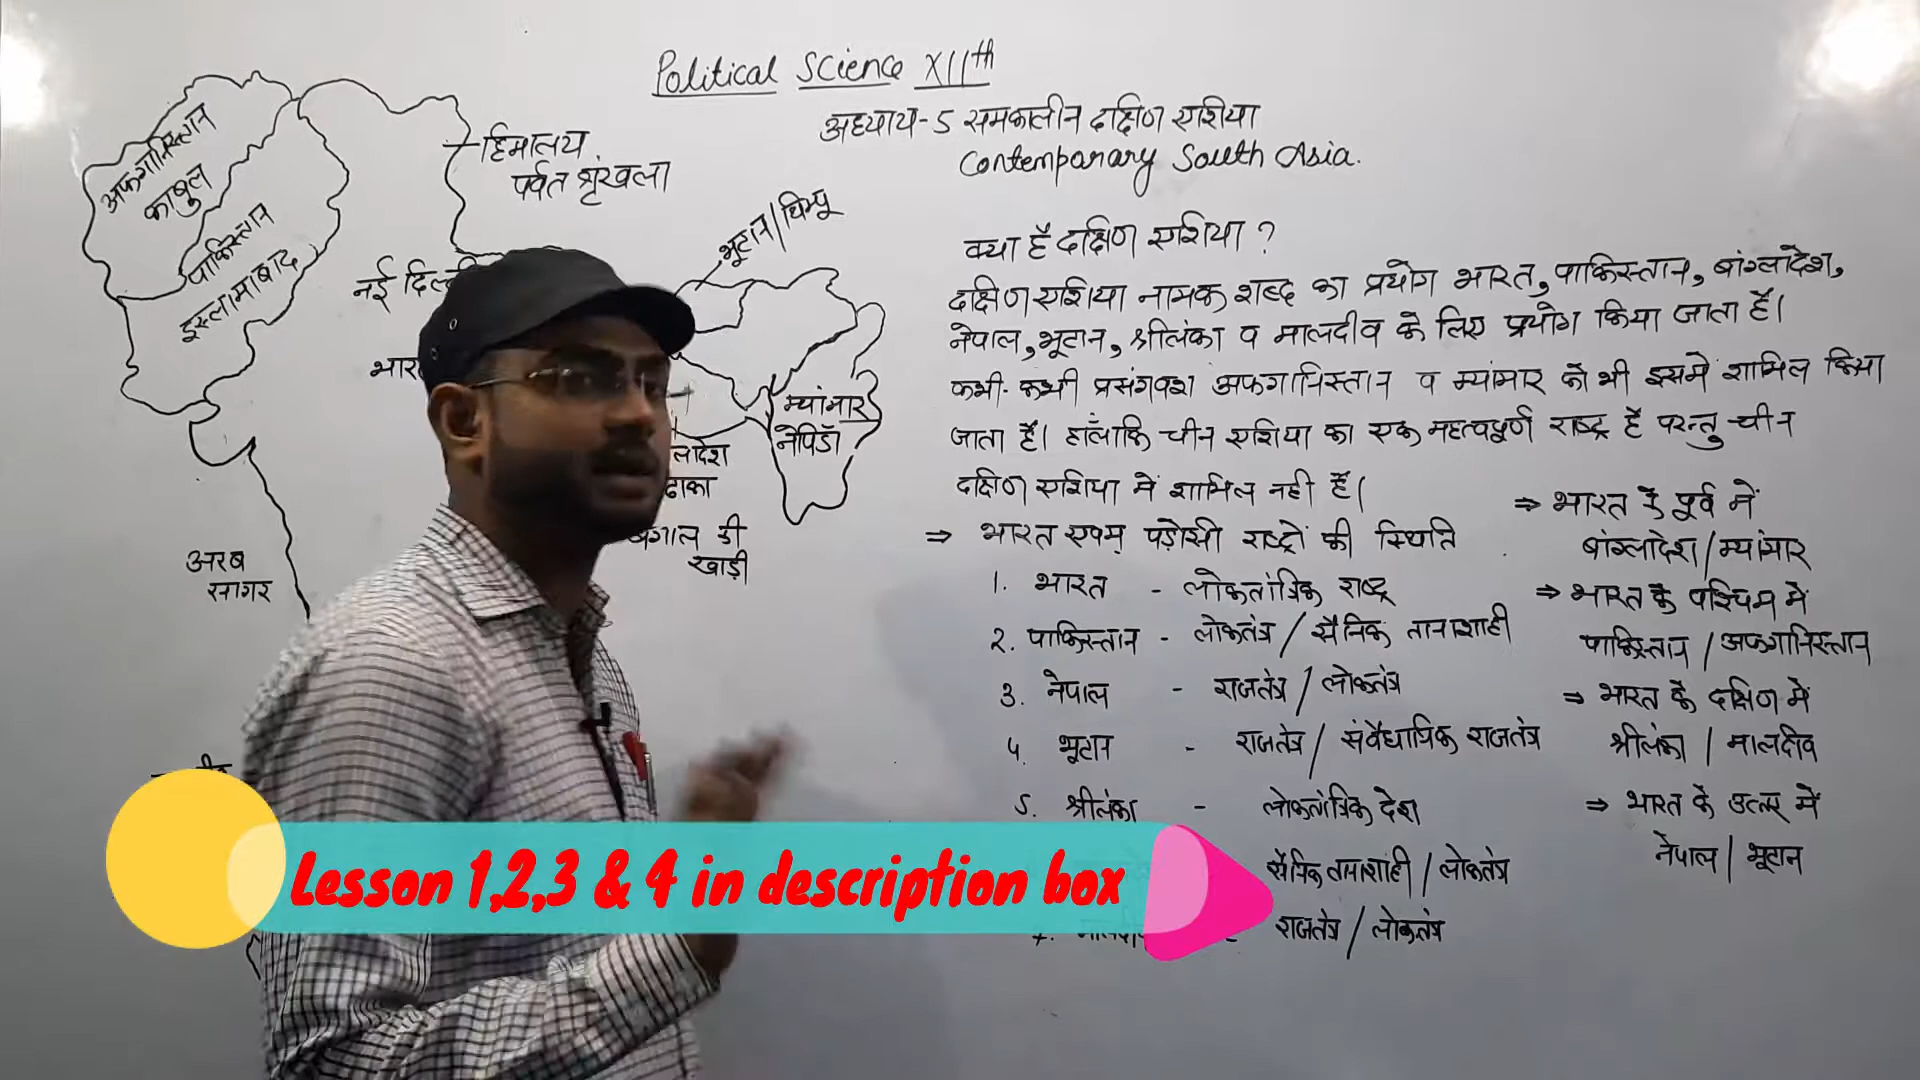 Political Science XIIth
अध्याय-5 समकालीन दक्षिण एशिया
Contemparary South Asia.
हिमालय
पर्वत श्रृंखला
अफगानिस्तान
काबुल
पाकिस्तान
इस्लामाबाद
नई दिल्ली
भूटान/थिम्पू
म्यांमार
नेपिडॉ
ढाका
खाड़ी
अरब
सागर
क्या है दक्षिण एशिया ?
दक्षिण एशिया नामक शब्द का प्रयोग भारत, पाकिस्तान, बांग्लादेश,
नेपाल, भूटान, श्रीलंका व मालदीव के लिए प्रयोग किया जाता है।
कभी-कभी प्रसंगवश अफगानिस्तान व म्यांमार को भी इसमें शामिल किया
जाता है। हालाँकि चीन एशिया का एक महत्वपूर्ण राष्ट्र है परन्तु चीन
दक्षिण एशिया में शामिल नही है।
⇒ भारत एवम् पड़ोसी राष्ट्रों की स्थिति
1. भारत - लोकतांत्रिक राष्ट्र
2. पाकिस्तान - लोकतंत्र / सैनिक तानाशाही
3. नेपाल - राजतंत्र / लोकतंत्र
4. भूटान - राजतंत्र / संवैधानिक राजतंत्र
5. श्रीलंका - लोकतांत्रिक देश
सैनिक तानाशाही / लोकतंत्र
राजतंत्र / लोकतंत्र
⇒ भारत के पूर्व में
बांग्लादेश / म्यांमार
⇒ भारत के पश्चिम में
पाकिस्तान / अफगानिस्तान
⇒ भारत के दक्षिण में
श्रीलंका / मालदीव
⇒ भारत के उत्तर में
नेपाल / भूटान
Lesson 1,2,3 & 4 in description box